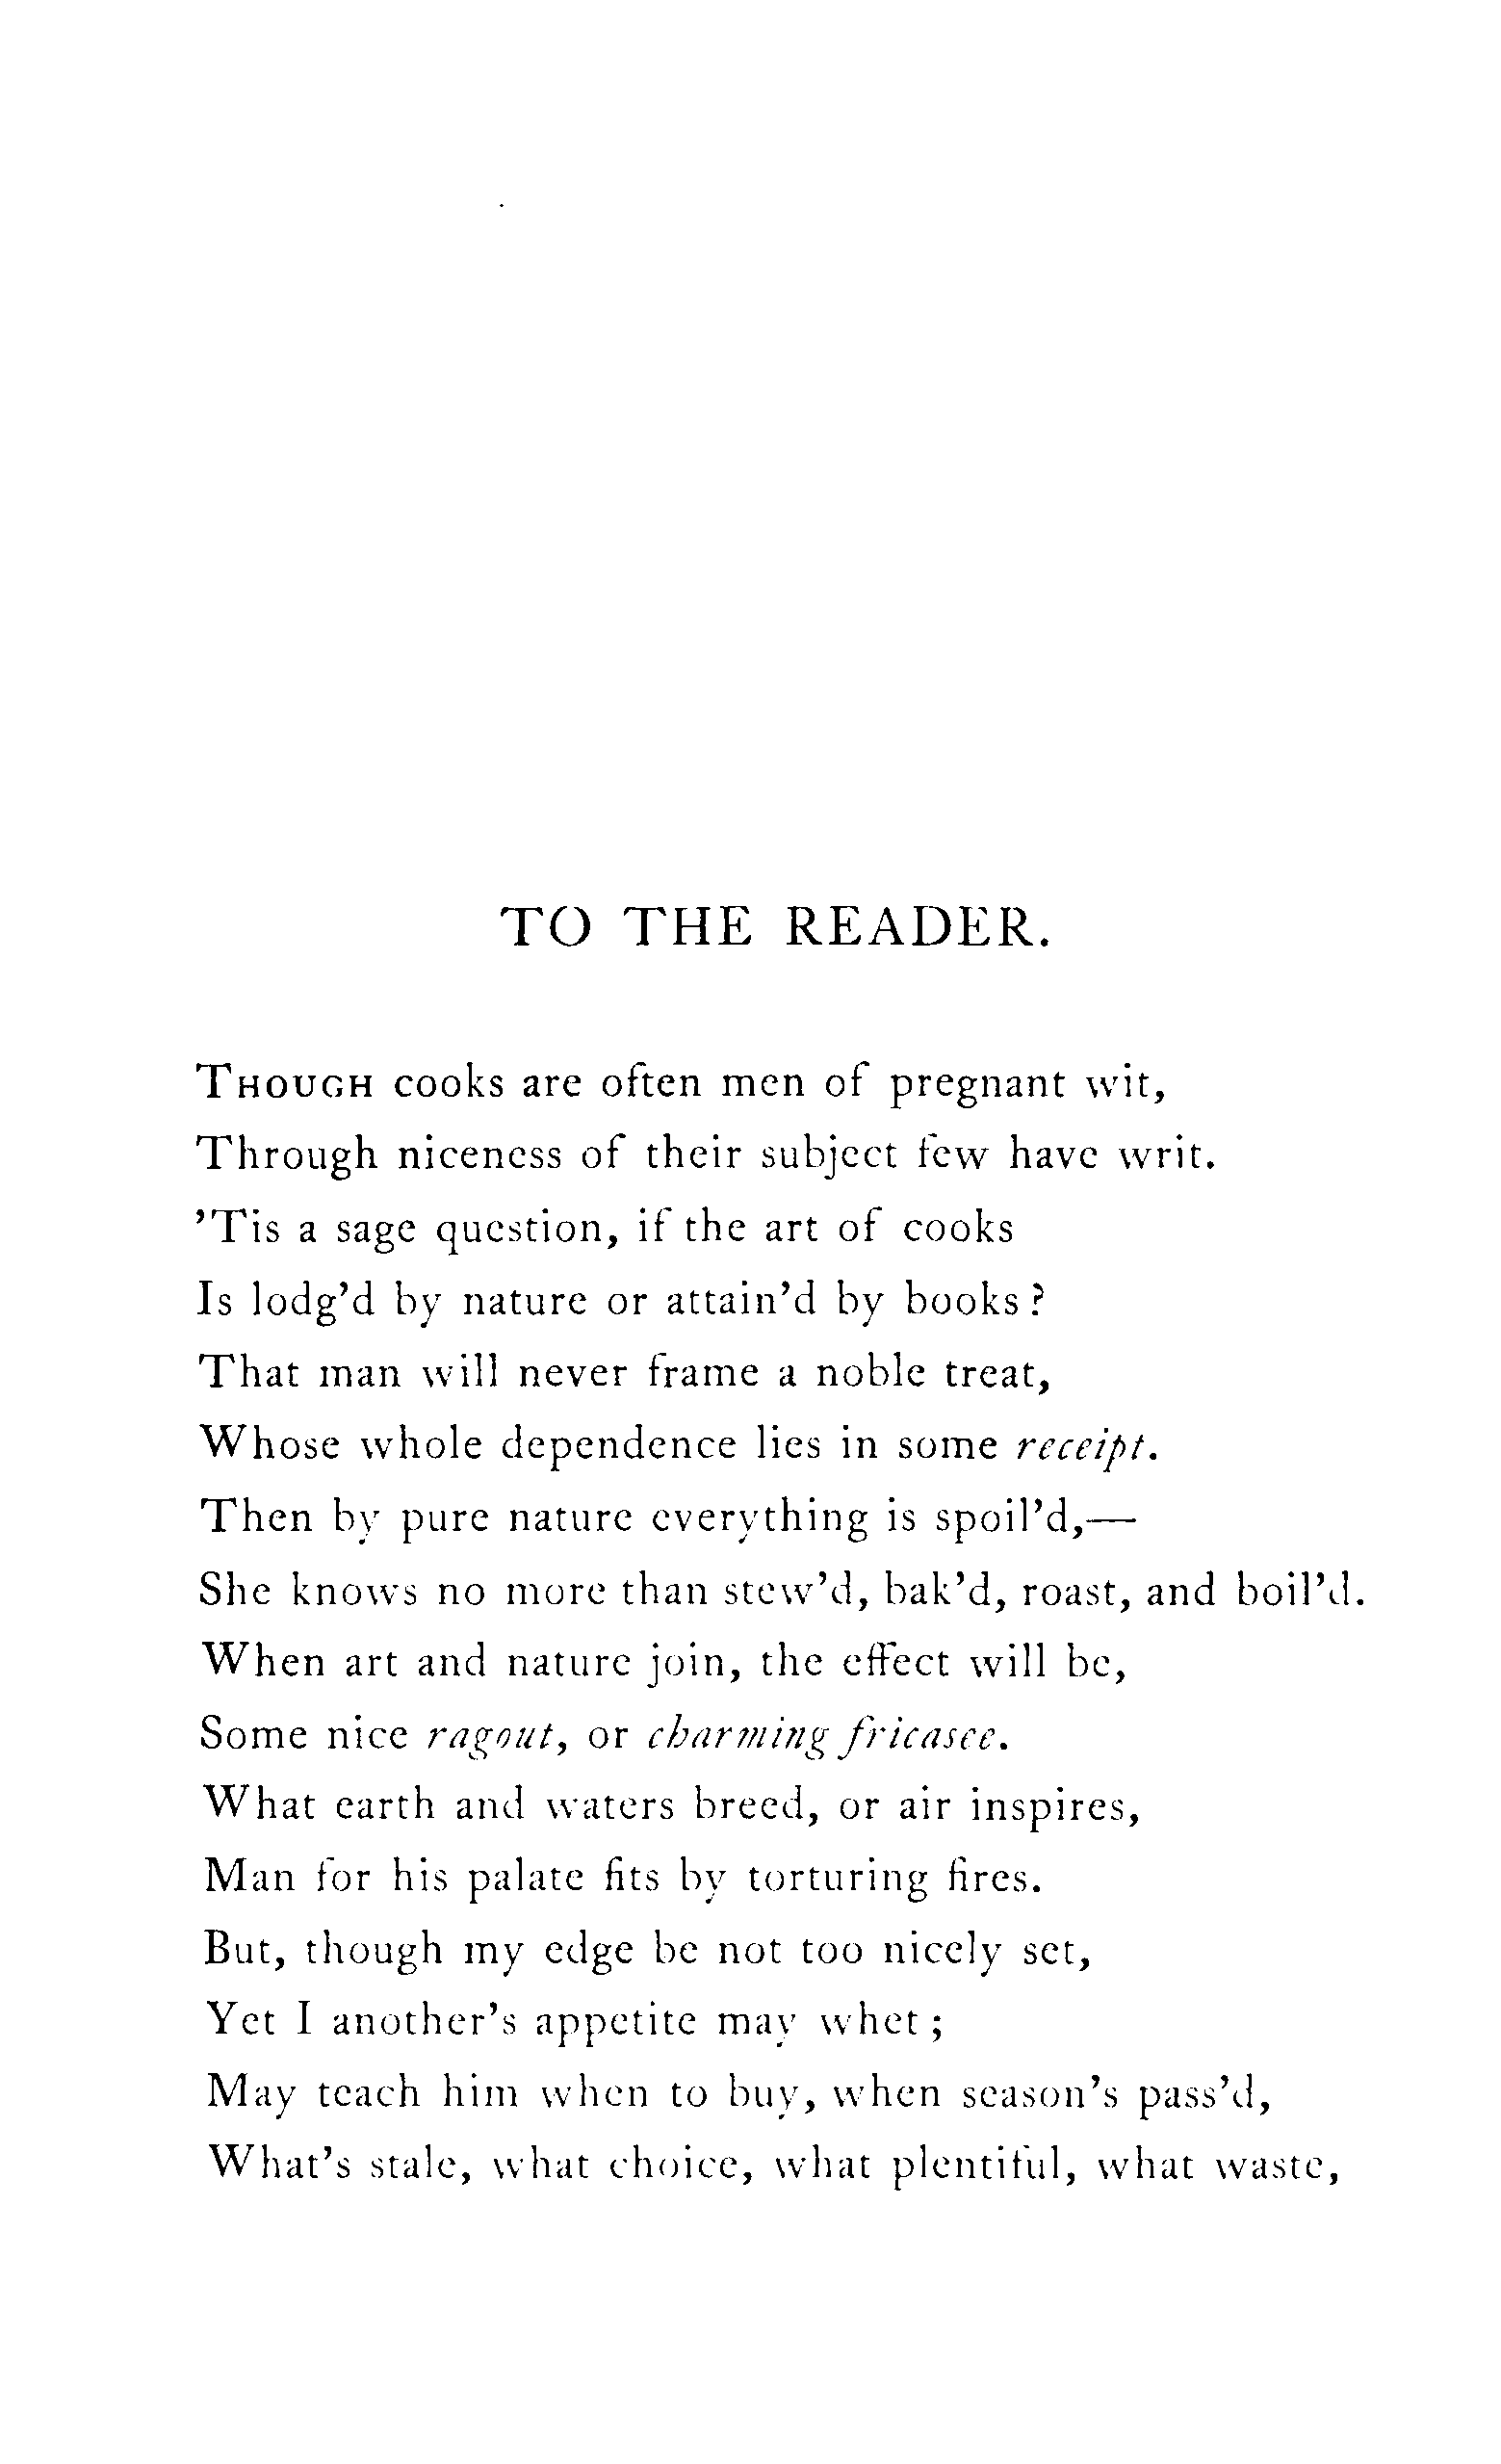 TO THE READER.
THOUGH cooks are often men of pregnant wit,
Through niceness of their subject few have writ.
’Tis a sage question, if the art of cooks
Is lodg’d by nature or attain’d by books?
That man will never frame a noble treat,
Whose whole dependence lies in some receipt.
Then by pure nature everything is spoil’d,—
She knows no more than stew’d, bak’d, roast, and boil’d.
When art and nature join, the effect will be,
Some nice ragout, or charming fricasee.
What earth and waters breed, or air inspires,
Man for his palate fits by torturing fires.
But, though my edge be not too nicely set,
Yet I another’s appetite may whet;
May teach him when to buy, when season’s pass’d,
What’s stale, what choice, what plentiful, what waste,